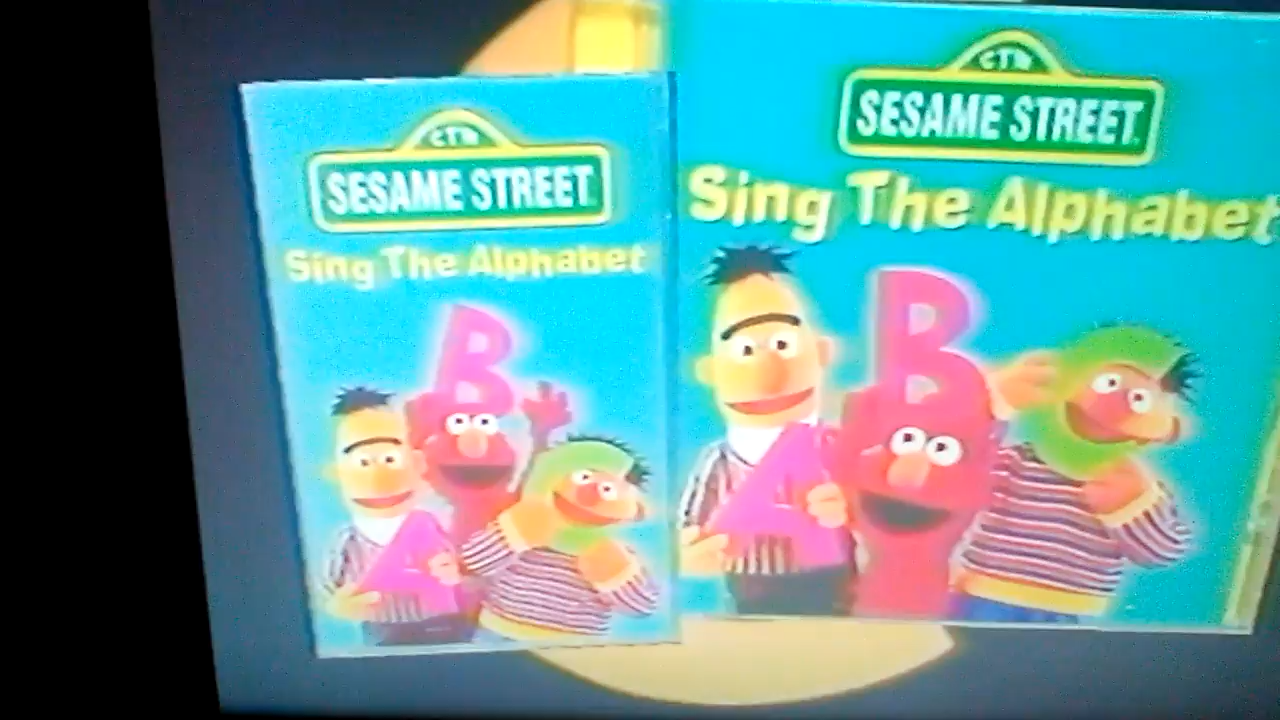 CTW
SESAME STREET
Sing The Alphabet
B
A
CTW
SESAME STREET
Sing The Alphabet
B
A